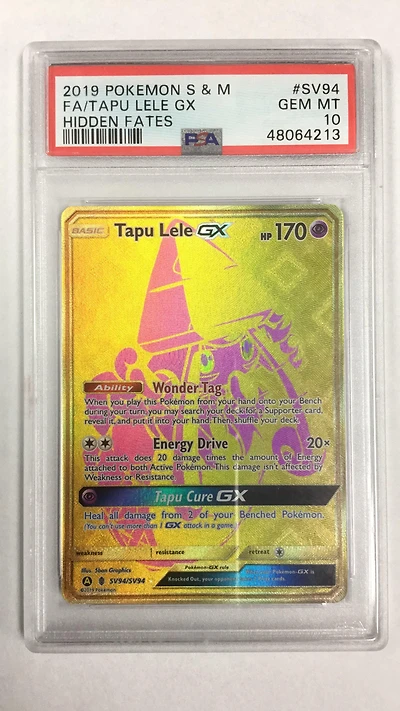 2019 POKEMON S & M #SV94
FA/TAPU LELE GX GEM MT
HIDDEN FATES 10
PSA 48064213
BASIC Tapu Lele GX HP 170
Ability Wonder Tag
When you play this Pokémon from your hand onto your Bench
during your turn, you may search your deck for a Supporter card,
reveal it, and put it into your hand. Then, shuffle your deck.
Energy Drive 20×
This attack does 20 damage times the amount of Energy
attached to both Active Pokémon. This damage isn't affected by
Weakness or Resistance.
Tapu Cure GX
Heal all damage from 2 of your Benched Pokémon.
(You can't use more than 1 GX attack in a game.)
weakness resistance retreat
Illus. 5ban Graphics Pokémon-GX rule
A SV94/SV94 Knocked Out, your opponent
©2019 Pokémon